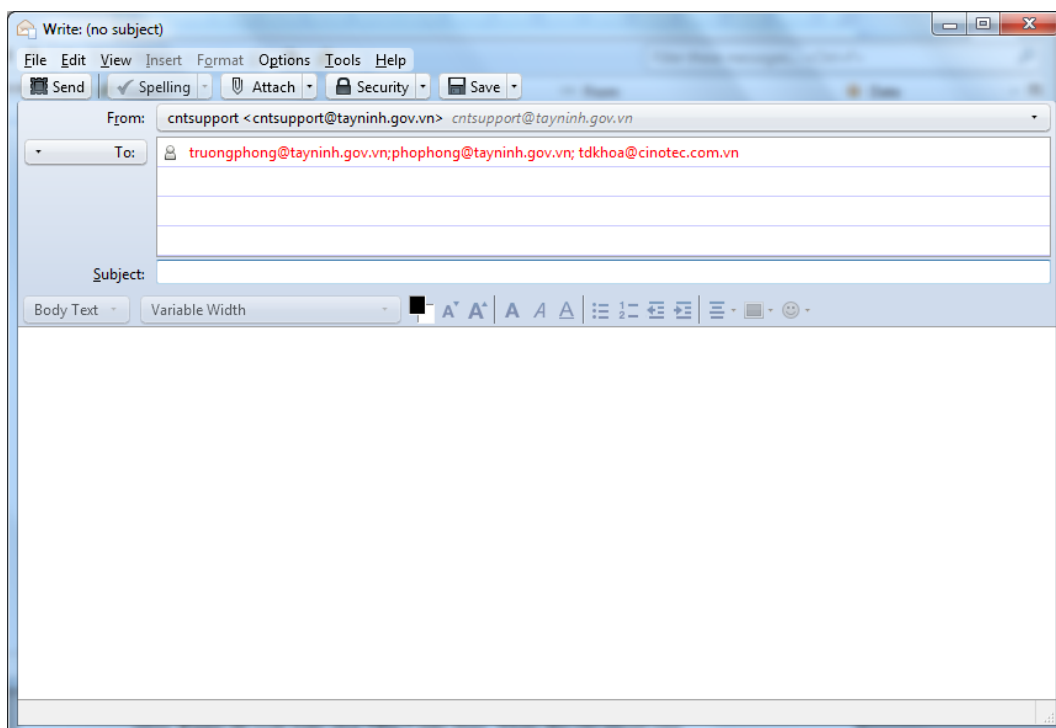 Write: (no subject)
File Edit View Insert Format Options Tools Help
Send Spelling Attach Security Save
From: cntsupport <cntsupport@tayninh.gov.vn> cntsupport@tayninh.gov.vn
To: truongphong@tayninh.gov.vn;phophong@tayninh.gov.vn; tdkhoa@cinotec.com.vn
Subject:
Body Text Variable Width